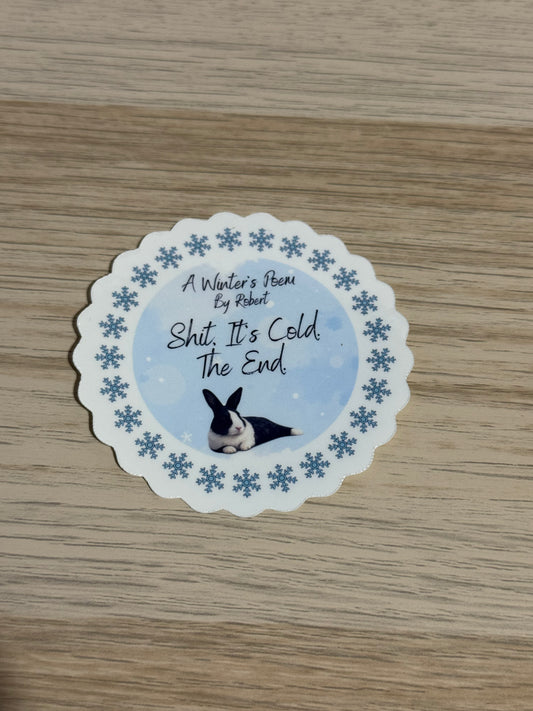 A Winter's Poem
By Robert
Shit. It's Cold.
The End.